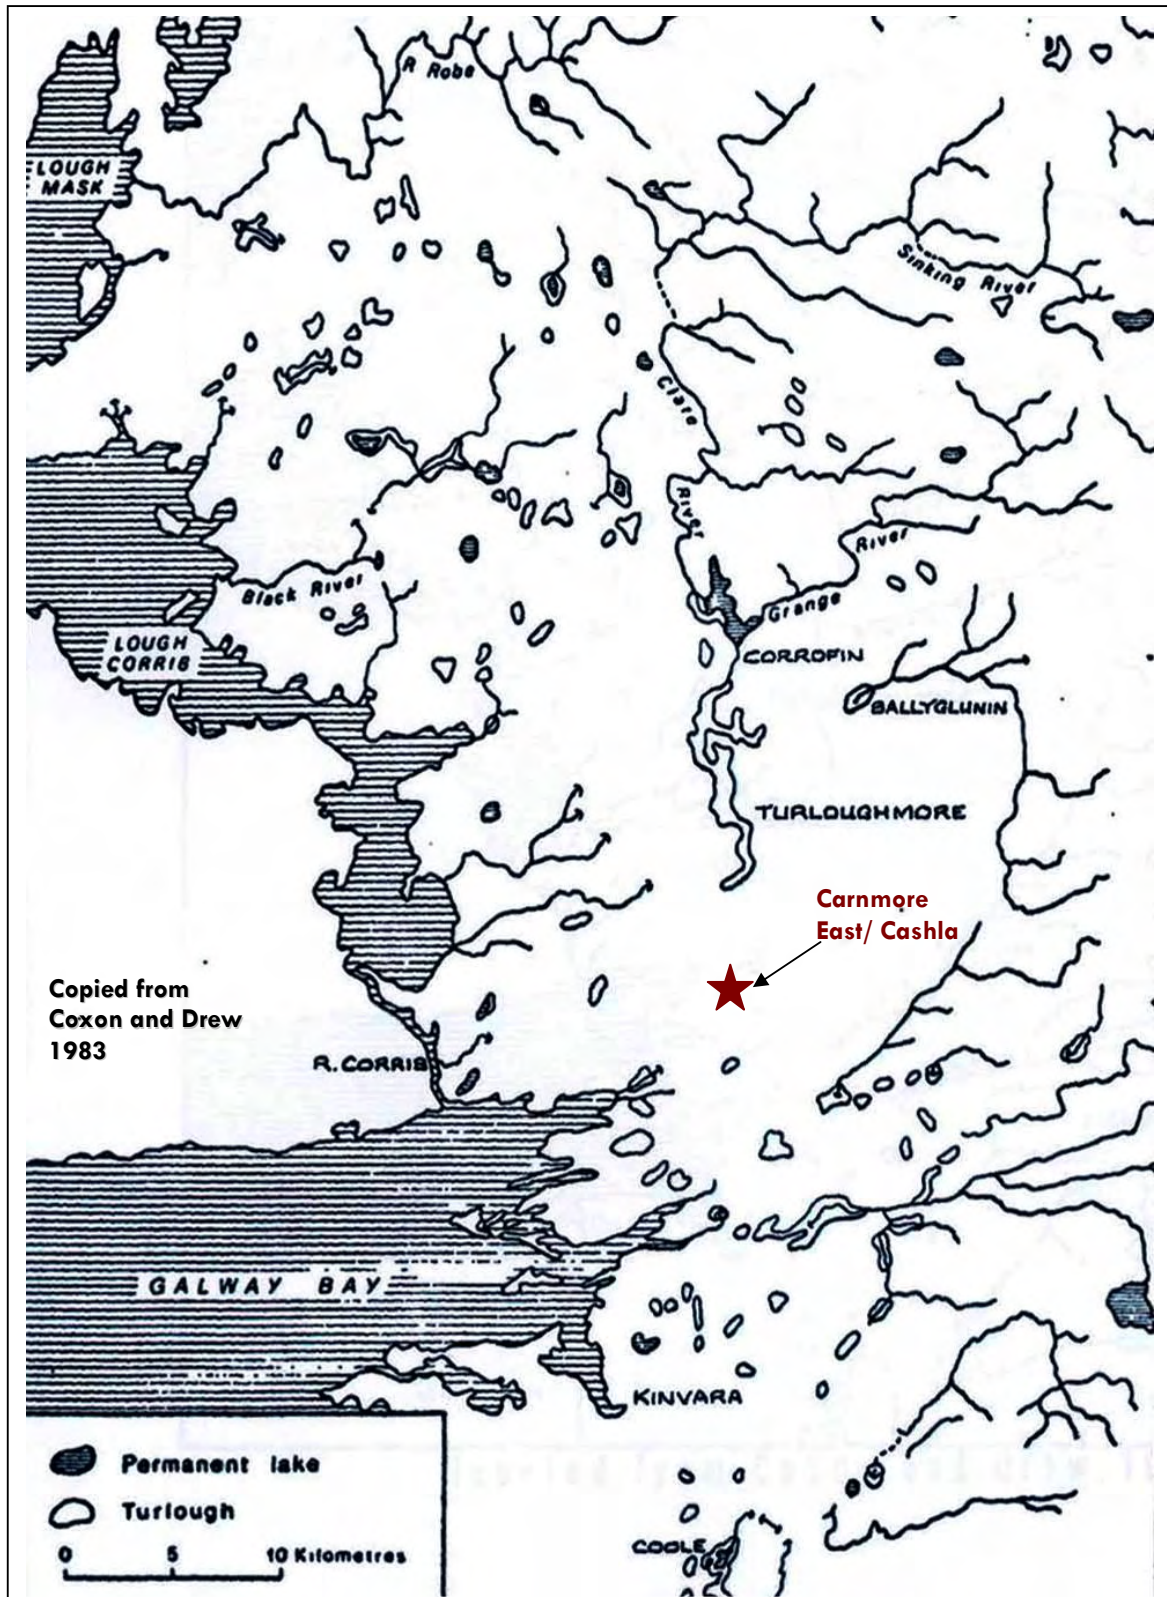 R Robe
LOUGH
MASK
Sinking River
Clare
River
River
Grange
Black River
LOUGH
CORRIB
CORROFIN
BALLYGLUNIN
TURLOUGHMORE
Carnmore
East/ Cashla
Copied from
Coxon and Drew
1983
R. CORRIB
GALWAY BAY
KINVARA
COOLE
Permanent lake
Turlough
0 5 10 Kilometres